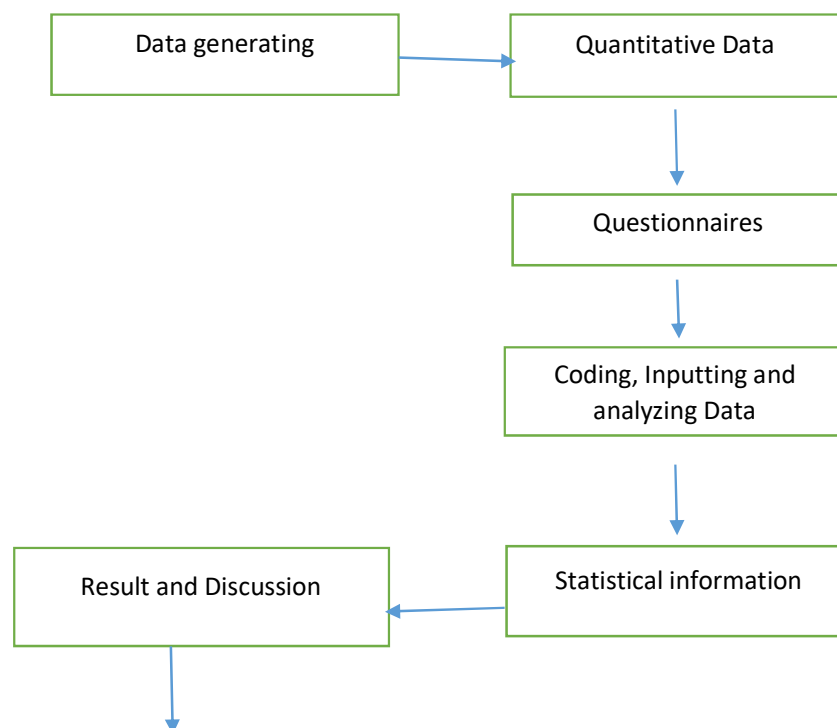 Data generating
Quantitative Data
Questionnaires
Coding, Inputting and
analyzing Data
Statistical information
Result and Discussion